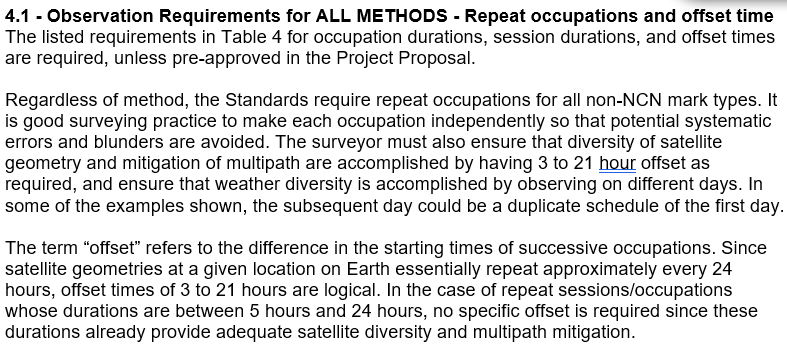 4.1 - Observation Requirements for ALL METHODS - Repeat occupations and offset time
The listed requirements in Table 4 for occupation durations, session durations, and offset times
are required, unless pre-approved in the Project Proposal.
Regardless of method, the Standards require repeat occupations for all non-NCN mark types. It
is good surveying practice to make each occupation independently so that potential systematic
errors and blunders are avoided. The surveyor must also ensure that diversity of satellite
geometry and mitigation of multipath are accomplished by having 3 to 21 hour offset as
required, and ensure that weather diversity is accomplished by observing on different days. In
some of the examples shown, the subsequent day could be a duplicate schedule of the first day.
The term “offset” refers to the difference in the starting times of successive occupations. Since
satellite geometries at a given location on Earth essentially repeat approximately every 24
hours, offset times of 3 to 21 hours are logical. In the case of repeat sessions/occupations
whose durations are between 5 hours and 24 hours, no specific offset is required since these
durations already provide adequate satellite diversity and multipath mitigation.